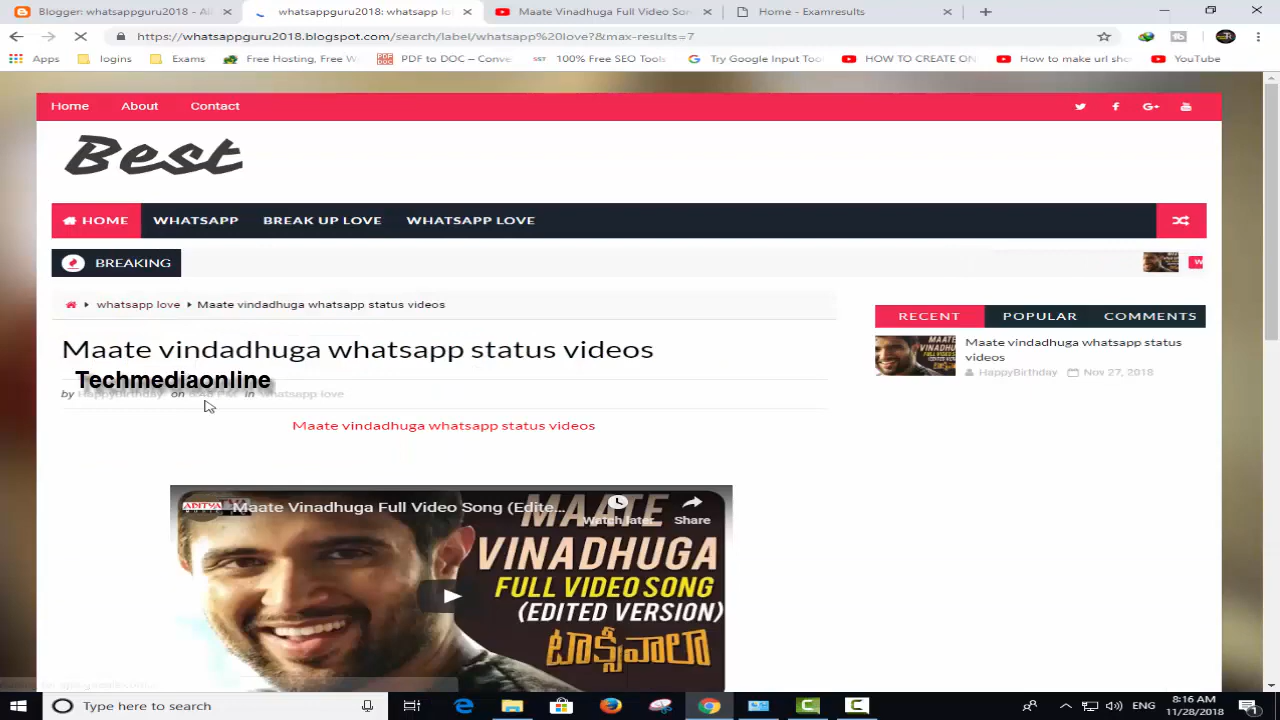 Blogger: whatsappguru2018 - All
whatsappguru2018: whatsapp lo
Maate Vinadhuga Full Video Son
Home - Examresults
https://whatsappguru2018.blogspot.com/search/label/whatsapp%20love?&max-results=7
Apps logins Exams Free Hosting, Free W PDF to DOC – Conve 100% Free SEO Tools Try Google Input Tool HOW TO CREATE ON How to make url sho YouTube
Home About Contact
Best
HOME WHATSAPP BREAK UP LOVE WHATSAPP LOVE
BREAKING
whatsapp love Maate vindadhuga whatsapp status videos
RECENT POPULAR COMMENTS
Maate vindadhuga whatsapp status videos
Maate vindadhuga whatsapp status
videos
HappyBirthday Nov 27, 2018
Techmediaonline
by HappyBirthday on in whatsapp love
Maate vindadhuga whatsapp status videos
ADITYA MUSIC
Maate Vinadhuga Full Video Song (Edite...
Watch later Share
MAATE
VINADHUGA
FULL VIDEO SONG
(EDITED VERSION)
టాక్సీవాలా
Type here to search
ENG
8:16 AM
11/28/2018